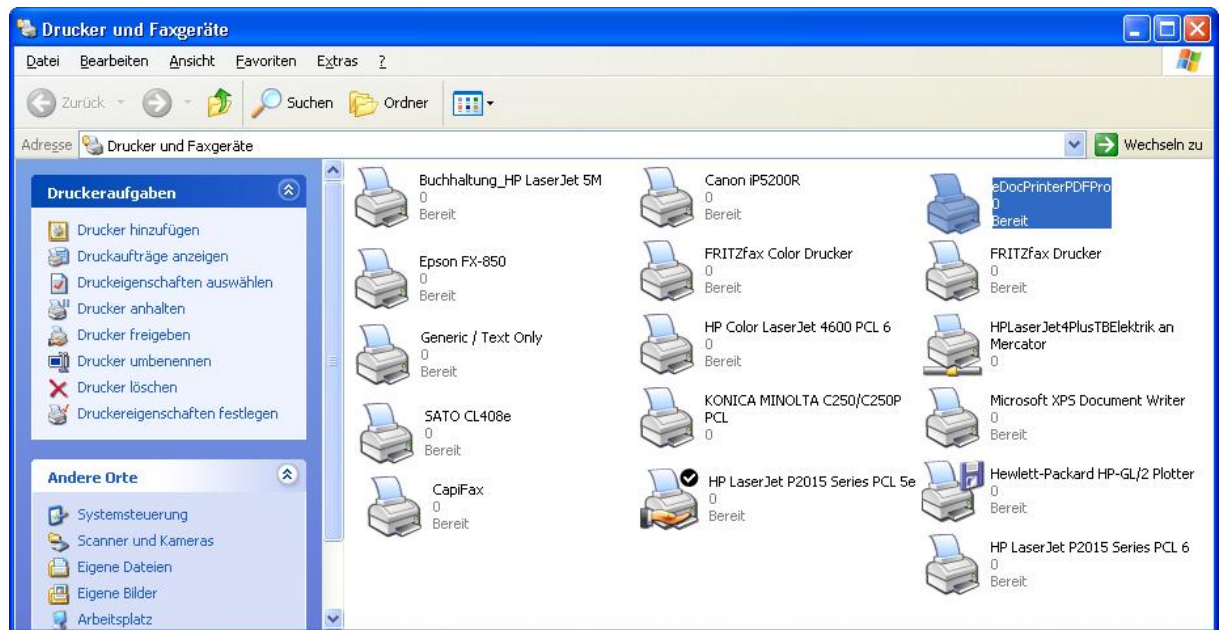 Drucker und Faxgeräte
Datei Bearbeiten Ansicht Favoriten Extras ?
Zurück Suchen Ordner
Adresse Drucker und Faxgeräte Wechseln zu
Druckeraufgaben
Drucker hinzufügen
Druckaufträge anzeigen
Druckeigenschaften auswählen
Drucker anhalten
Drucker freigeben
Drucker umbenennen
Drucker löschen
Druckereigenschaften festlegen
Andere Orte
Systemsteuerung
Scanner und Kameras
Eigene Dateien
Eigene Bilder
Arbeitsplatz
Buchhaltung_HP LaserJet 5M
0
Bereit
Canon iP5200R
0
Bereit
eDocPrinterPDFPro
0
Bereit
Epson FX-850
0
Bereit
FRITZfax Color Drucker
0
Bereit
FRITZfax Drucker
0
Bereit
Generic / Text Only
0
Bereit
HP Color LaserJet 4600 PCL 6
0
Bereit
HPLaserJet4PlusTBElektrik an
Mercator
0
SATO CL408e
0
Bereit
KONICA MINOLTA C250/C250P
PCL
0
Microsoft XPS Document Writer
0
Bereit
CapiFax
0
Bereit
HP LaserJet P2015 Series PCL 5e
0
Bereit
Hewlett-Packard HP-GL/2 Plotter
0
Bereit
HP LaserJet P2015 Series PCL 6
0
Bereit